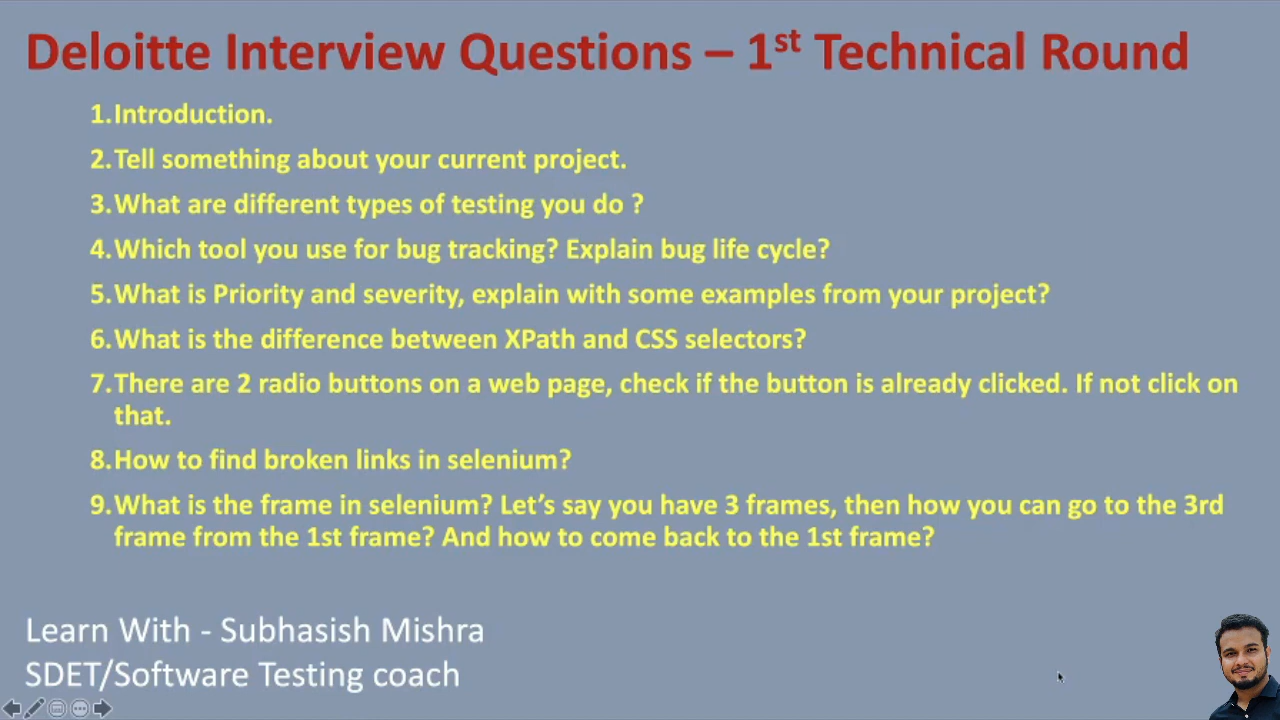 Deloitte Interview Questions – 1st Technical Round
1.Introduction.
2.Tell something about your current project.
3.What are different types of testing you do ?
4.Which tool you use for bug tracking? Explain bug life cycle?
5.What is Priority and severity, explain with some examples from your project?
6.What is the difference between XPath and CSS selectors?
7.There are 2 radio buttons on a web page, check if the button is already clicked. If not click on
that.
8.How to find broken links in selenium?
9.What is the frame in selenium? Let’s say you have 3 frames, then how you can go to the 3rd
frame from the 1st frame? And how to come back to the 1st frame?
Learn With - Subhasish Mishra
SDET/Software Testing coach